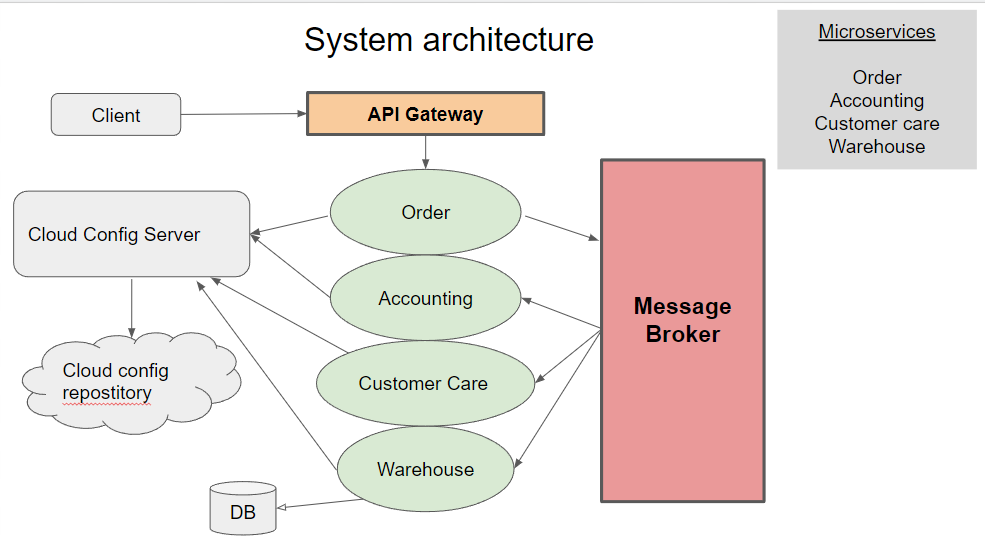 System architecture
Microservices
Order
Accounting
Customer care
Warehouse
Client
API Gateway
Order
Cloud Config Server
Accounting
Message
Broker
Cloud config
repostitory
Customer Care
Warehouse
DB